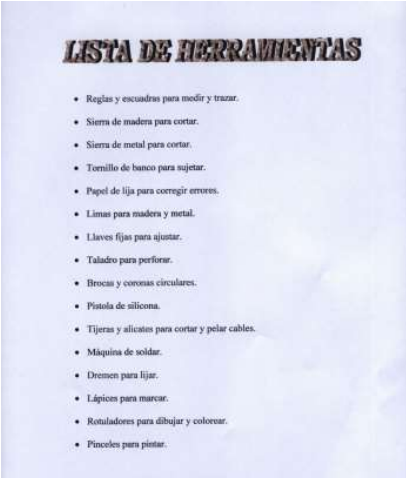 LISTA DE HERRAMIENTAS
• Reglas y escuadras para medir y trazar.
• Sierra de madera para cortar.
• Sierra de metal para cortar.
• Tornillo de banco para sujetar.
• Papel de lija para corregir errores.
• Limas para madera y metal.
• Llaves fijas para ajustar.
• Taladro para perforar.
• Brocas y coronas circulares.
• Pistola de silicona.
• Tijeras y alicates para cortar y pelar cables.
• Máquina de soldar.
• Dremen para lijar.
• Lápices para marcar.
• Rotuladores para dibujar y colorear.
• Pinceles para pintar.